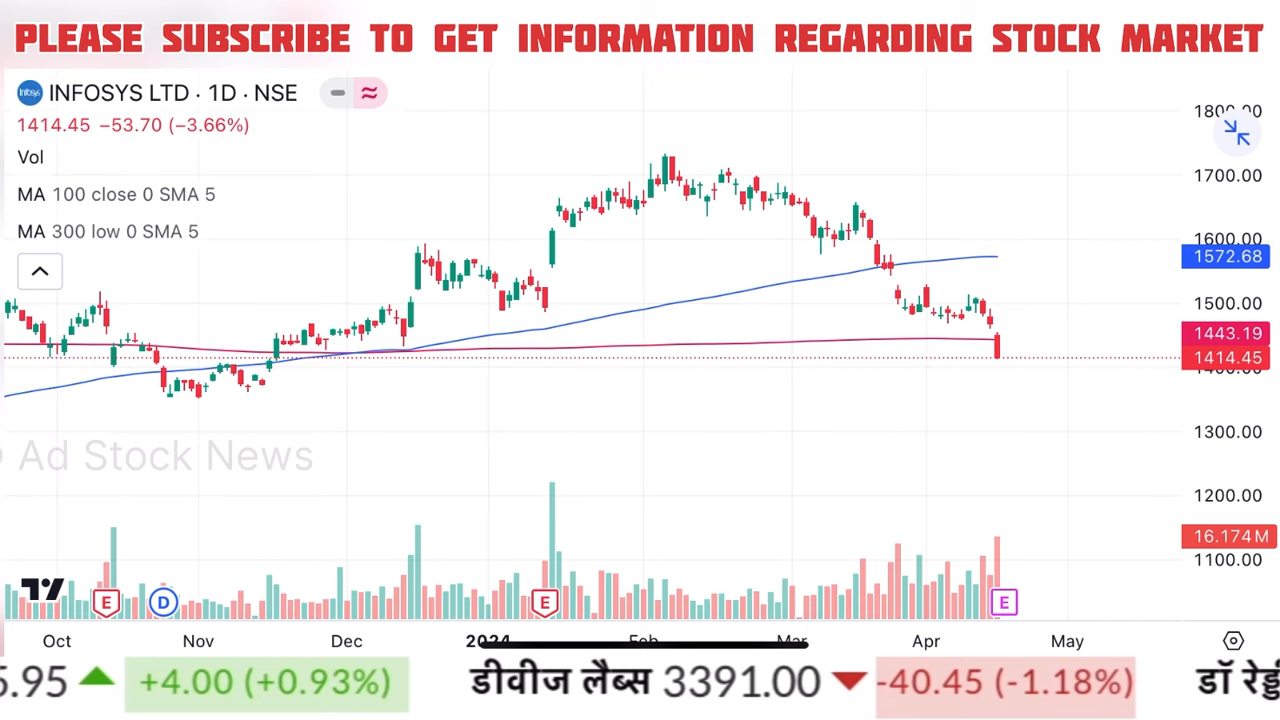 PLEASE SUBSCRIBE TO GET INFORMATION REGARDING STOCK MARKET
Infosys INFOSYS LTD · 1D · NSE
1414.45 −53.70 (−3.66%)
Vol
MA 100 close 0 SMA 5
MA 300 low 0 SMA 5
1800.00
1700.00
1600.00
1572.68
1500.00
1443.19
1414.45
1400.00
1300.00
Ad Stock News
1200.00
16.174M
1100.00
E D E E
Oct Nov Dec 2024 Feb Mar Apr May
5.95 +4.00 (+0.93%) डीवीज लैब्स 3391.00 -40.45 (-1.18%) डॉ रेड्डी